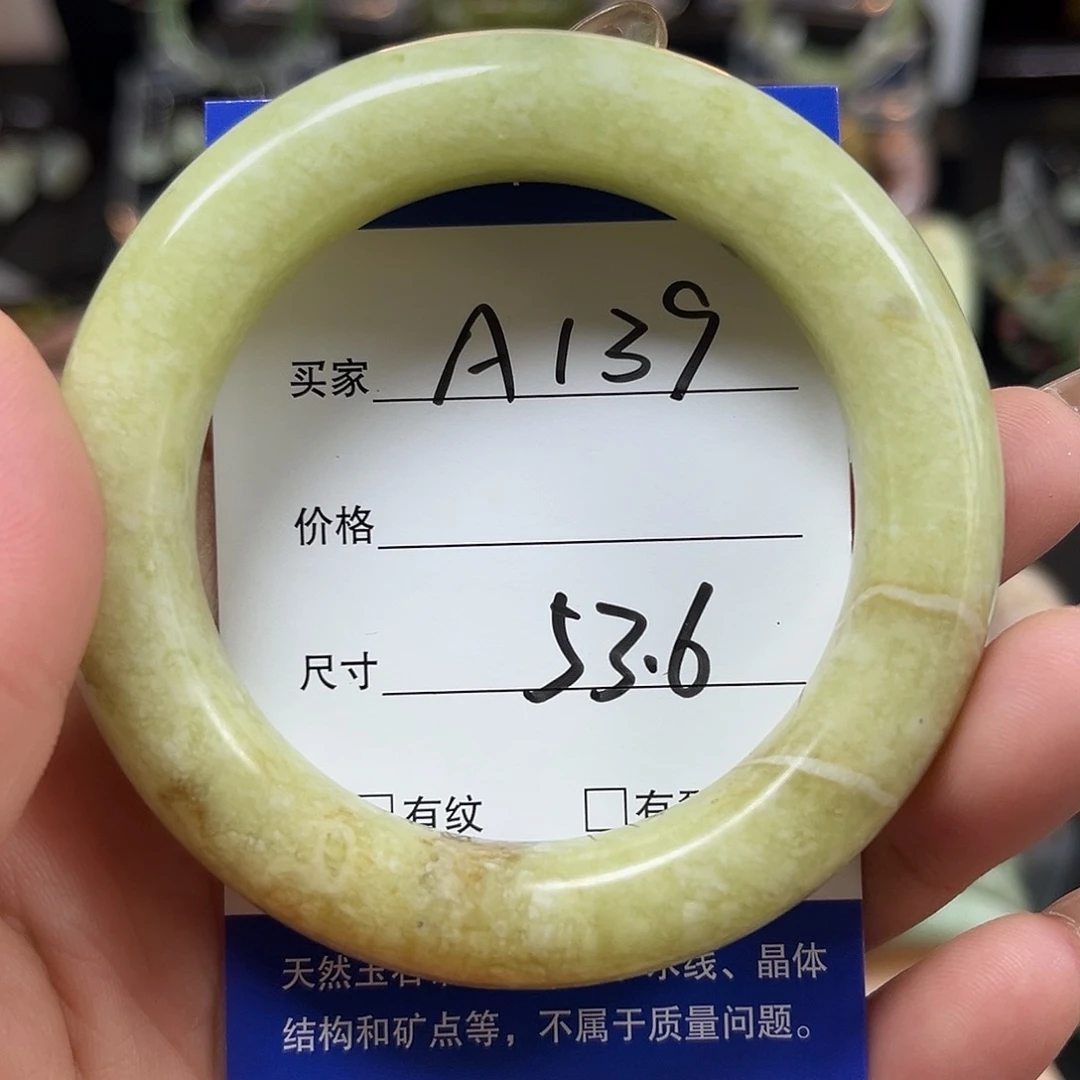 买家 A139
价格
尺寸 53.6
□有纹 □有
天然玉石 水线、晶体
结构和矿点等，不属于质量问题。